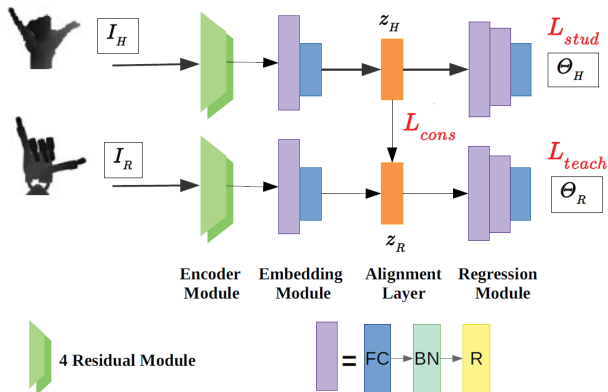 I_H
z_H
L_stud
Θ_H
L_cons
I_R
L_teach
Θ_R
z_R
Encoder Module
Embedding Module
Alignment Layer
Regression Module
4 Residual Module
= FC BN R